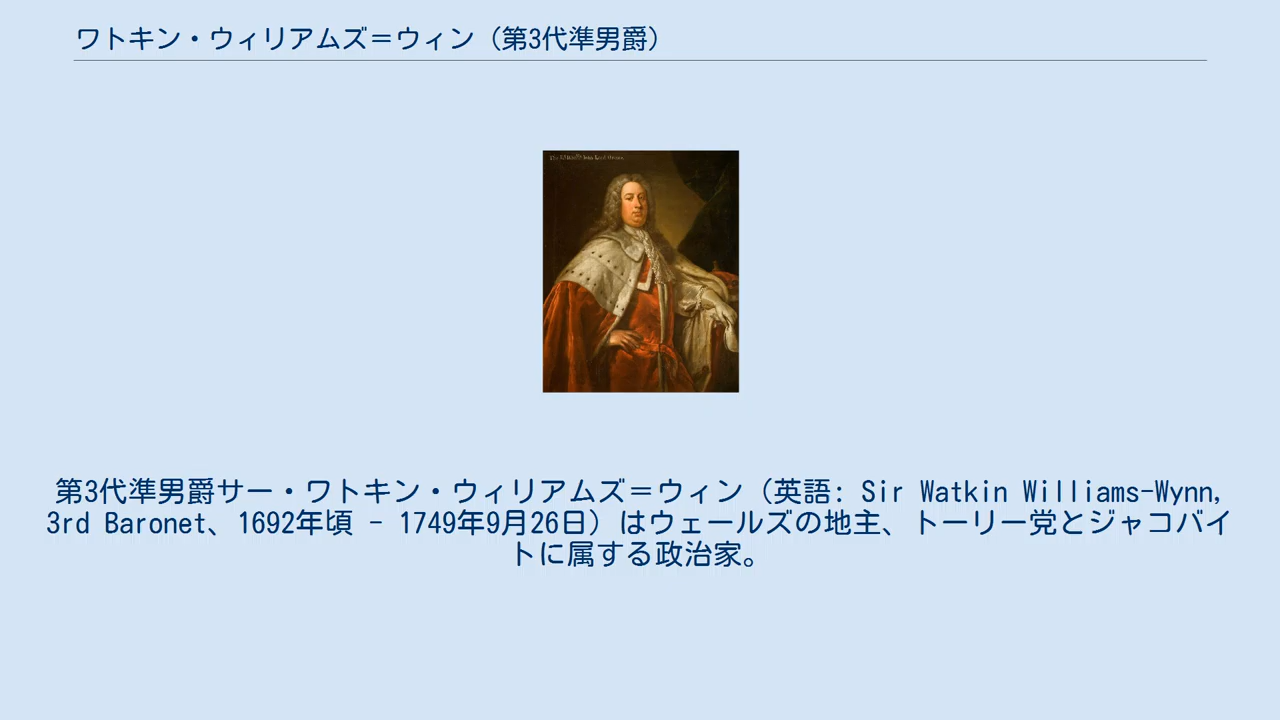 ワトキン・ウィリアムズ＝ウィン（第3代準男爵）
第3代準男爵サー・ワトキン・ウィリアムズ＝ウィン（英語: Sir Watkin Williams-Wynn,
3rd Baronet、1692年頃 - 1749年9月26日）はウェールズの地主、トーリー党とジャコバイ
トに属する政治家。